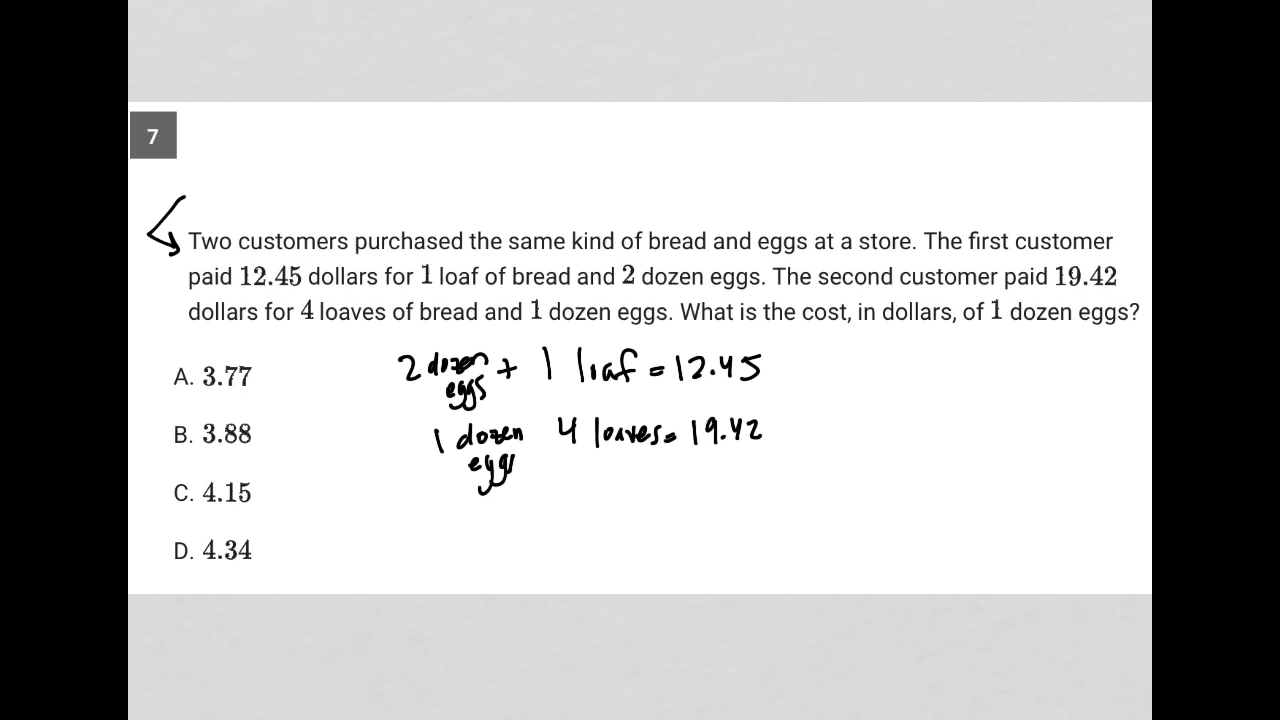 7
Two customers purchased the same kind of bread and eggs at a store. The first customer
paid 12.45 dollars for 1 loaf of bread and 2 dozen eggs. The second customer paid 19.42
dollars for 4 loaves of bread and 1 dozen eggs. What is the cost, in dollars, of 1 dozen eggs?
A. 3.77
B. 3.88
C. 4.15
D. 4.34
2 dozen eggs + 1 loaf = 12.45
1 dozen eggs 4 loaves = 19.42